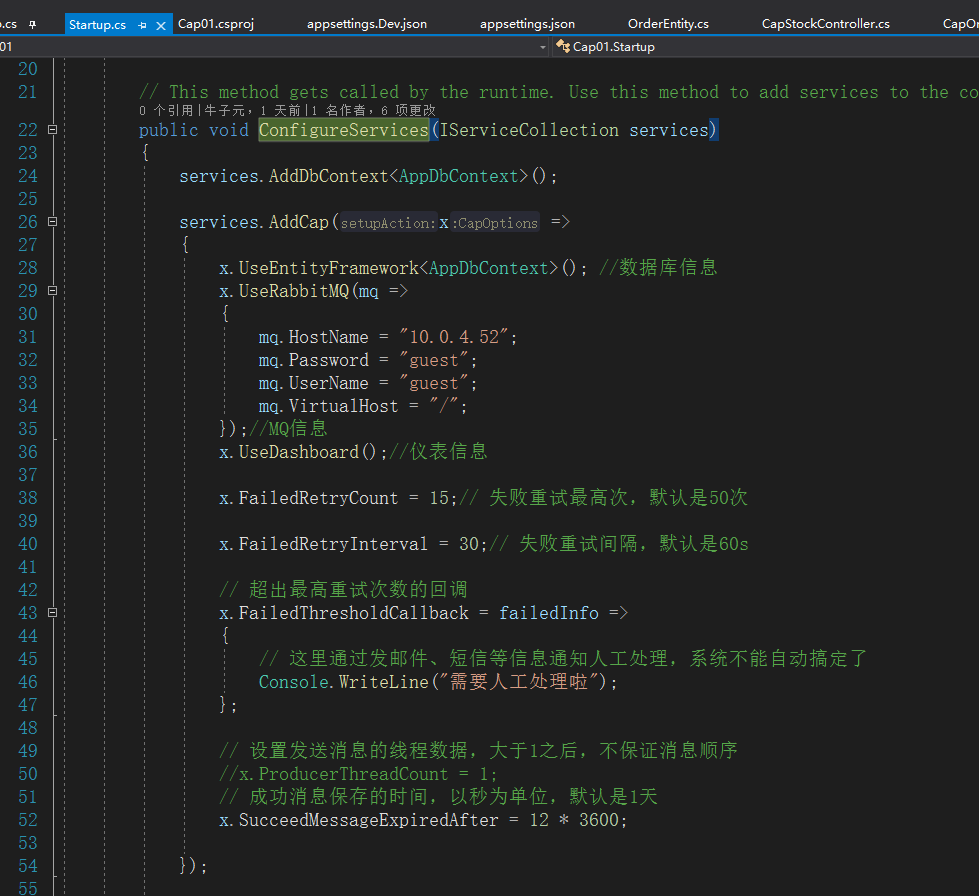 .cs
Startup.cs
Cap01.csproj
appsettings.Dev.json
appsettings.json
OrderEntity.cs
CapStockController.cs
CapOr
01
Cap01.Startup
20
21 // This method gets called by the runtime. Use this method to add services to the co
0 个引用|牛子元，1 天前|1 名作者，6 项更改
22 public void ConfigureServices(IServiceCollection services)
23 {
24 services.AddDbContext<AppDbContext>();
25
26 services.AddCap(setupAction:x:CapOptions =>
27 {
28 x.UseEntityFramework<AppDbContext>(); //数据库信息
29 x.UseRabbitMQ(mq =>
30 {
31 mq.HostName = "10.0.4.52";
32 mq.Password = "guest";
33 mq.UserName = "guest";
34 mq.VirtualHost = "/";
35 });//MQ信息
36 x.UseDashboard();//仪表信息
37
38 x.FailedRetryCount = 15;// 失败重试最高次，默认是50次
39
40 x.FailedRetryInterval = 30;// 失败重试间隔，默认是60s
41
42 // 超出最高重试次数的回调
43 x.FailedThresholdCallback = failedInfo =>
44 {
45 // 这里通过发邮件、短信等信息通知人工处理，系统不能自动搞定了
46 Console.WriteLine("需要人工处理啦");
47 };
48
49 // 设置发送消息的线程数据，大于1之后，不保证消息顺序
50 //x.ProducerThreadCount = 1;
51 // 成功消息保存的时间，以秒为单位，默认是1天
52 x.SucceedMessageExpiredAfter = 12 * 3600;
53
54 });
55